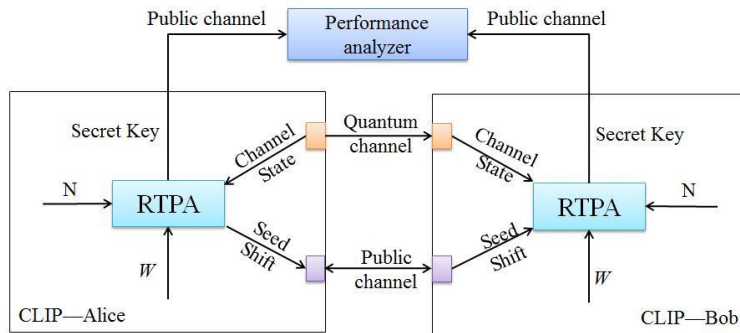 Public channel
Performance
analyzer
Public channel
Secret Key
Channel
State
Quantum
channel
Channel
State
Secret Key
N
RTPA
RTPA
N
W
Seed
Shift
Public
channel
Seed
Shift
W
CLIP—Alice
CLIP—Bob